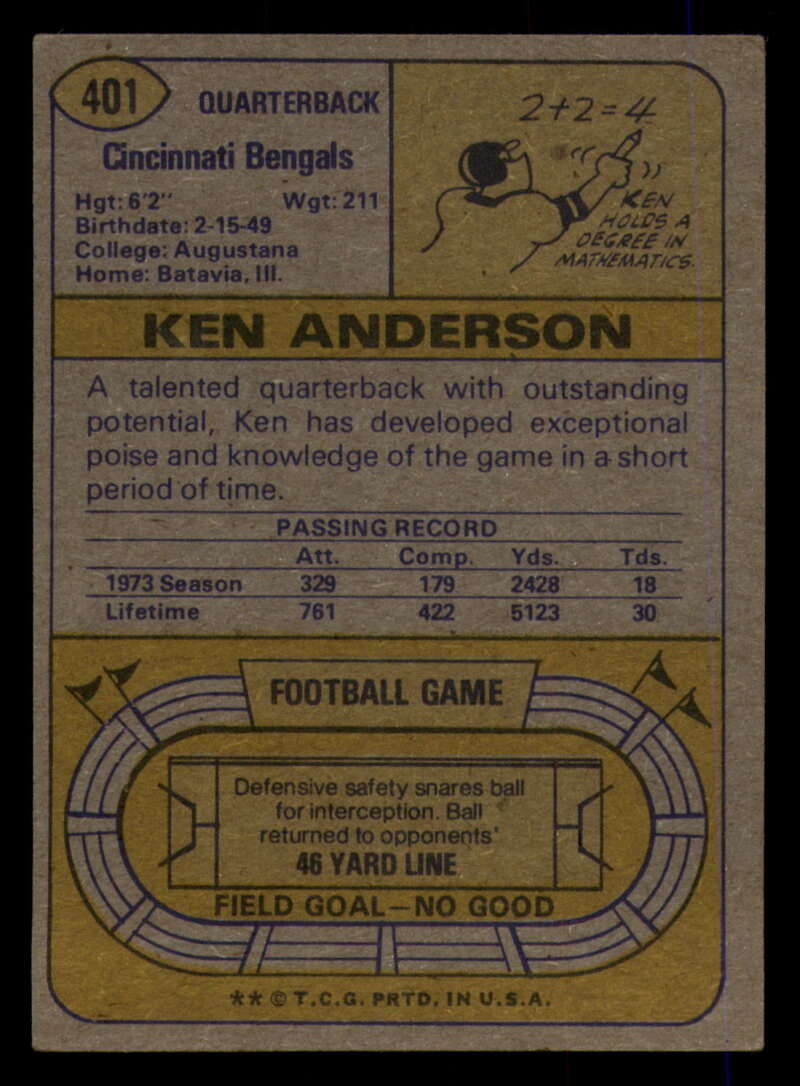 401
QUARTERBACK
Cincinnati Bengals
Hgt: 6'2" Wgt: 211
Birthdate: 2-15-49
College: Augustana
Home: Batavia, Ill.
2+2=4
KEN
HOLDS A
DEGREE IN
MATHEMATICS.
KEN ANDERSON
A talented quarterback with outstanding
potential, Ken has developed exceptional
poise and knowledge of the game in a short
period of time.
PASSING RECORD
Att. Comp. Yds. Tds.
1973 Season 329 179 2428 18
Lifetime 761 422 5123 30
FOOTBALL GAME
Defensive safety snares ball
for interception. Ball
returned to opponents'
46 YARD LINE
FIELD GOAL—NO GOOD
** © T.C.G. PRTD. IN U.S.A.